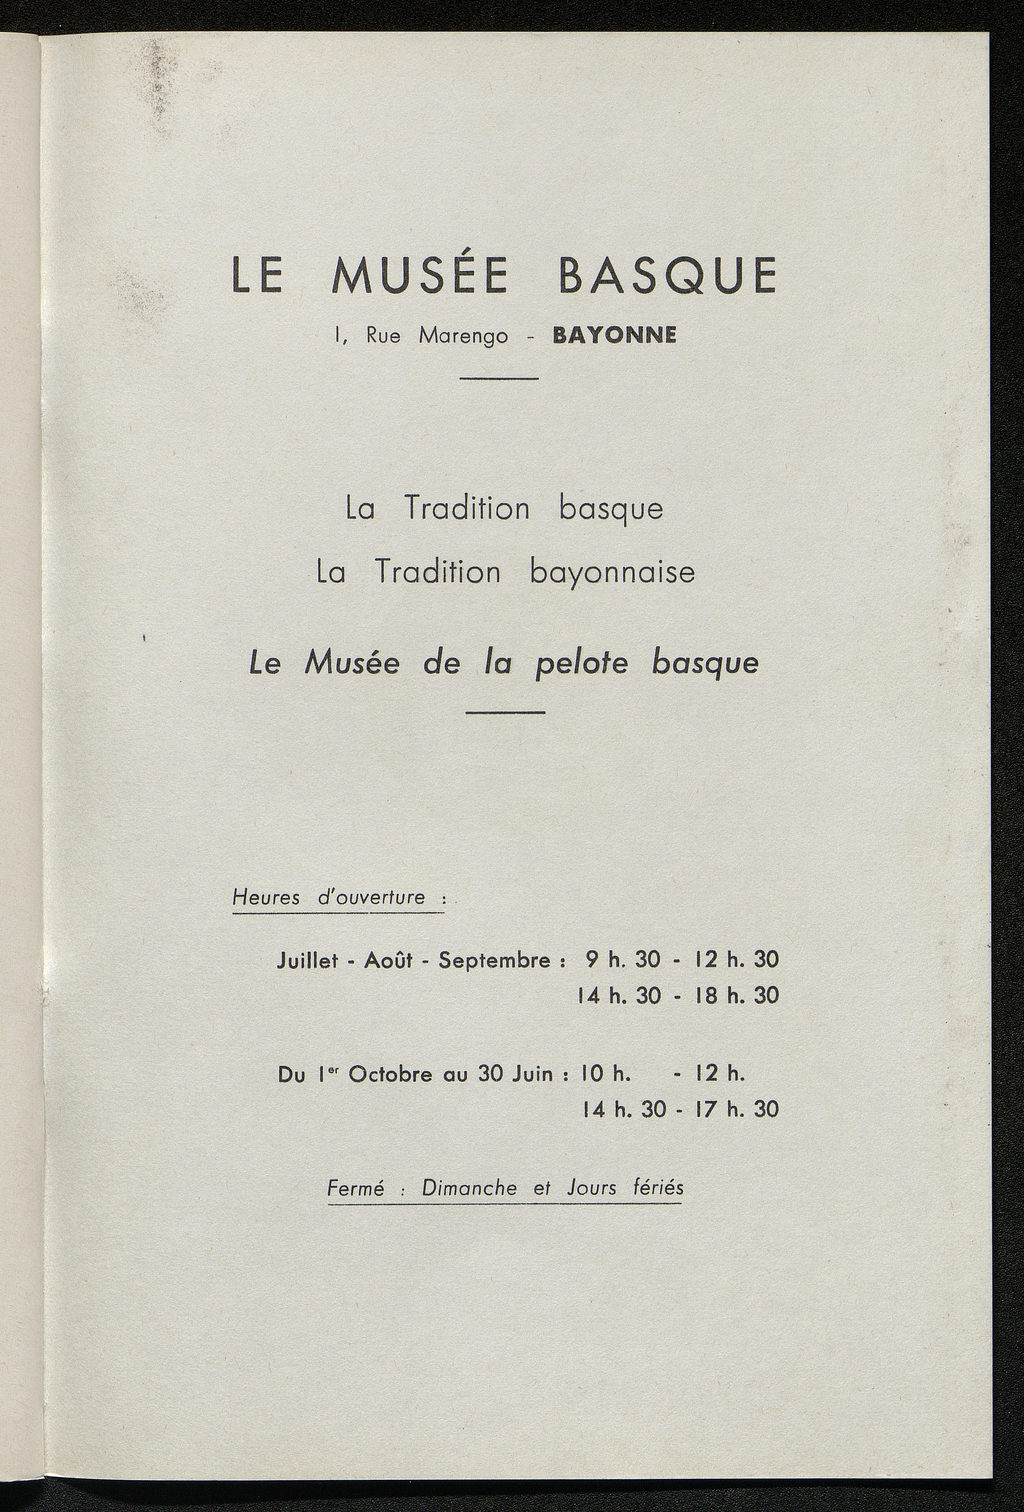 LE MUSÉE BASQUE
1, Rue Marengo - BAYONNE
La Tradition basque
La Tradition bayonnaise
Le Musée de la pelote basque
Heures d'ouverture :
Juillet - Août - Septembre : 9 h. 30 - 12 h. 30
14 h. 30 - 18 h. 30
Du 1er Octobre au 30 Juin : 10 h. - 12 h.
14 h. 30 - 17 h. 30
Fermé : Dimanche et Jours fériés